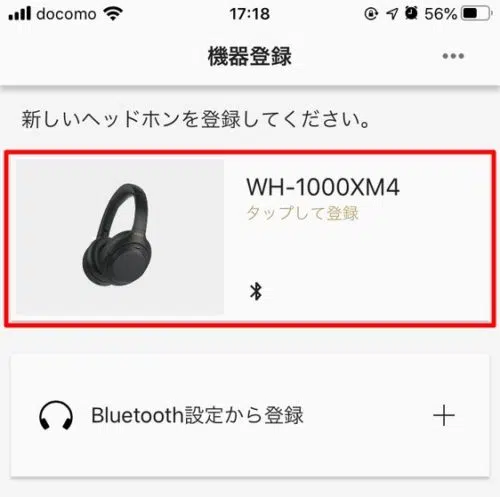 docomo 17:18 56%
機器登録
新しいヘッドホンを登録してください。
WH-1000XM4
タップして登録
Bluetooth設定から登録